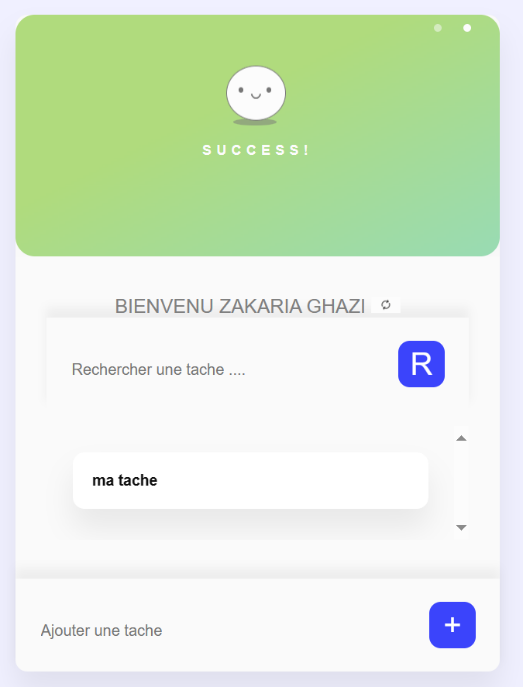 SUCCESS!
BIENVENU ZAKARIA GHAZI
Rechercher une tache ....
R
ma tache
Ajouter une tache
+